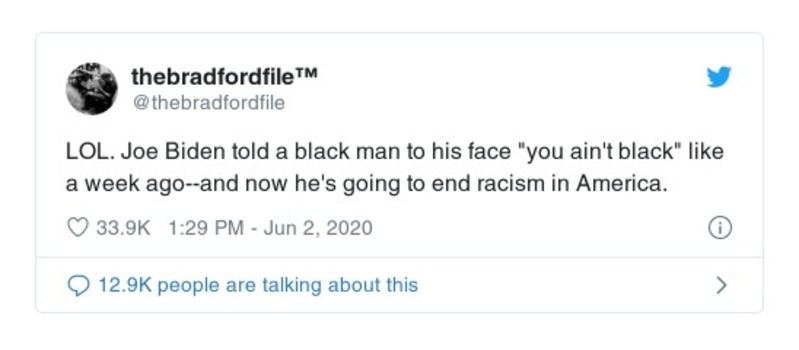 thebradfordfile™
@thebradfordfile
LOL. Joe Biden told a black man to his face "you ain't black" like
a week ago--and now he's going to end racism in America.
33.9K 1:29 PM - Jun 2, 2020
12.9K people are talking about this